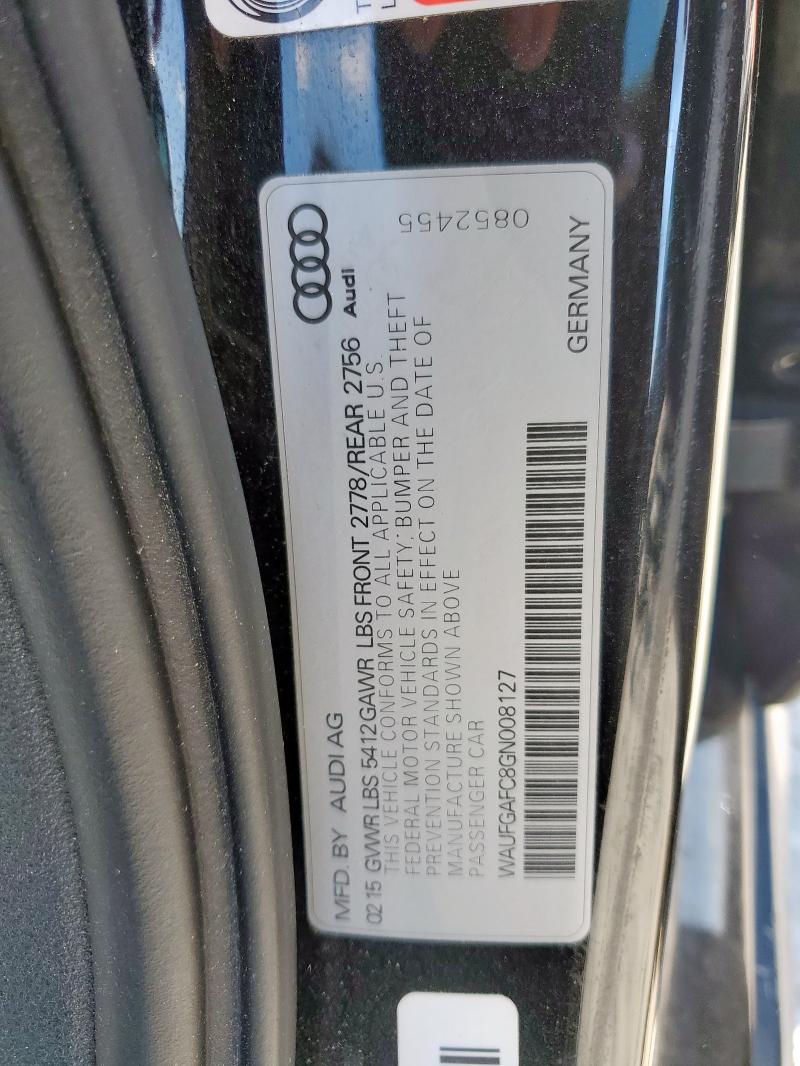 MFD. BY AUDI AG
02 15 GVWR LBS 5412 GAWR LBS FRONT 2778/REAR 2756
THIS VEHICLE CONFORMS TO ALL APPLICABLE U.S.
FEDERAL MOTOR VEHICLE SAFETY, BUMPER AND THEFT
PREVENTION STANDARDS IN EFFECT ON THE DATE OF
MANUFACTURE SHOWN ABOVE
PASSENGER CAR
WAUFGAFC8GN008127
Audi
0852455
GERMANY